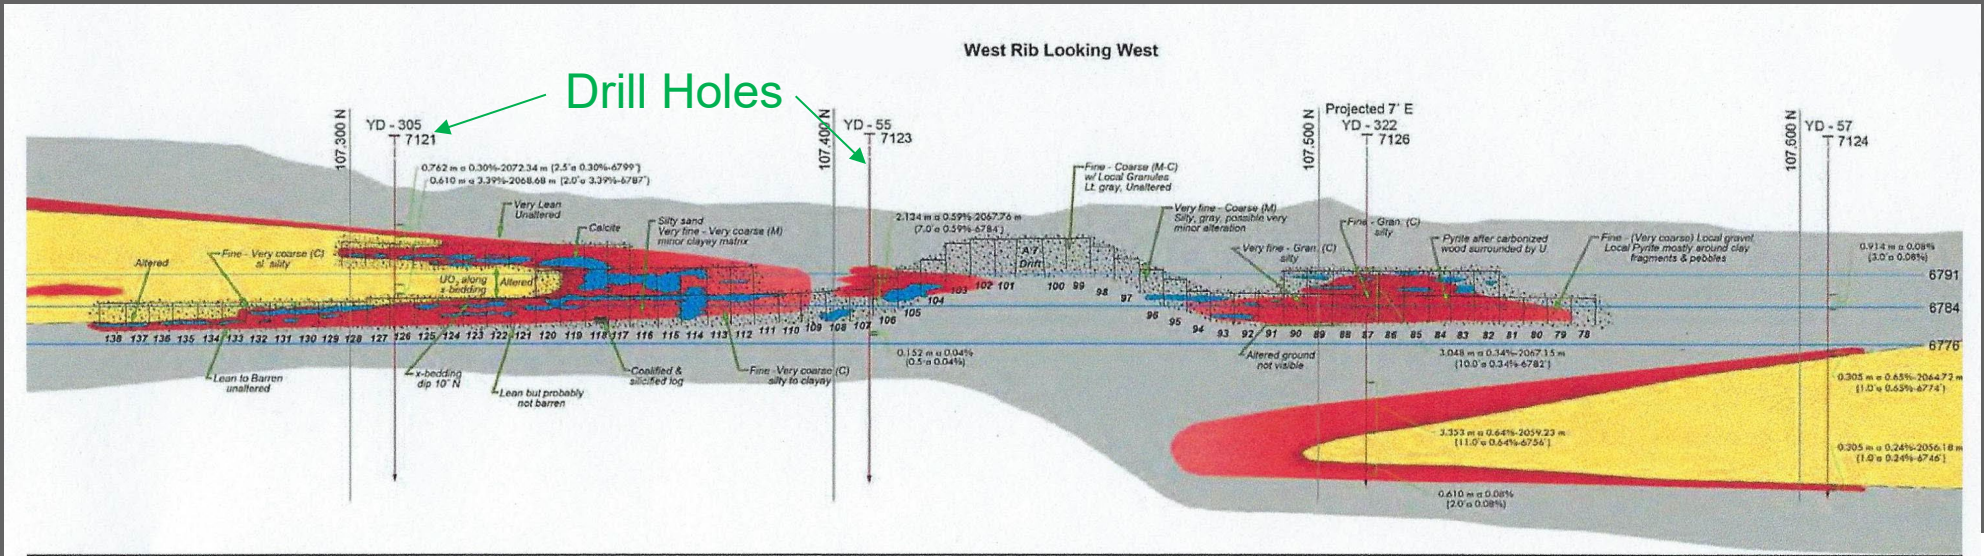 West Rib Looking West
Drill Holes
107,300 N
YD - 305
7121
107,400 N
YD - 55
7123
107,500 N
Projected 7' E
YD - 322
7126
107,600 N
YD - 57
7124
0.762 m @ 0.30%-2072.34 m (2.5'@ 0.30%-6799')
0.610 m @ 3.39%-2068.68 m (2.0'@ 3.39%-6787')
Very Lean
Unaltered
Calcite
Silty sand
Very fine - Very coarse (M)
minor clayey matrix
2.134 m @ 0.59%-2067.76 m
(7.0'@ 0.59%-6784')
Fine - Coarse (M-C)
w/ Local Granules
Lt. gray, Unaltered
Very fine - Coarse (M)
Silty, gray, possible very
minor alteration
Fine - Gran. (C)
silty
Very fine - Gran. (C)
silty
Pyrite after carbonized
wood surrounded by U.
Fine - (Very coarse) Local gravel
Local Pyrite mostly around clay
fragments & pebbles
0.914 m @ 0.08%
(3.0'@ 0.08%)
Altered
Fine - Very coarse (C)
sl. silty
UO2 along
x-bedding
Altered
A-7
Drift
6791
6784
6776
138 137 136 135 134 133 132 131 130 129 128 127 126 125 124 123 122 121 120 119 118 117 116 115 114 113 112 111 110 109 108 107 106 105 104 103 102 101 100 99 98 97 96 95 94 93 92 91 90 89 88 87 86 85 84 83 82 81 80 79 78
Lean to Barren
unaltered
x-bedding
dip 10° N
Lean but probably
not barren
Coalified &
silicified log
Fine - Very coarse (C)
silty to clayay
0.152 m @ 0.04%
(0.5'@ 0.04%)
Altered ground
not visible
3.048 m @ 0.34%-2067.15 m
(10.0'@ 0.34%-6782')
0.305 m @ 0.65%-2064.72 m
(1.0'@ 0.65%-6774')
3.353 m @ 0.64%-2059.23 m
(11.0'@ 0.64%-6756')
0.305 m @ 0.24%-2056.18 m
(1.0'@ 0.24%-6746')
0.610 m @ 0.08%
(2.0'@ 0.08%)